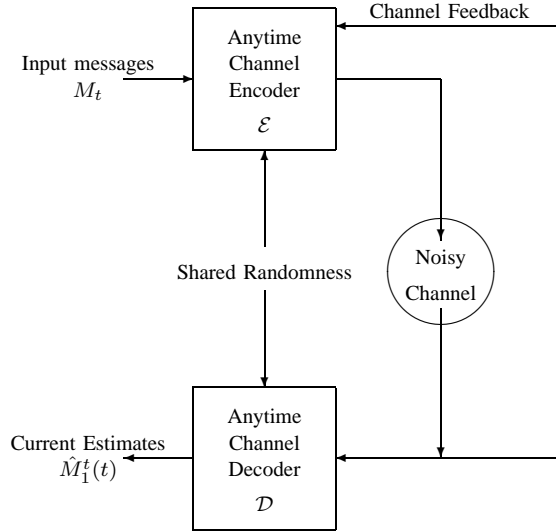 Channel Feedback
Anytime
Channel
Encoder
ℰ
Input messages
M_t
Shared Randomness
Noisy
Channel
Anytime
Channel
Decoder
𝒟
Current Estimates
M̂_1^t(t)